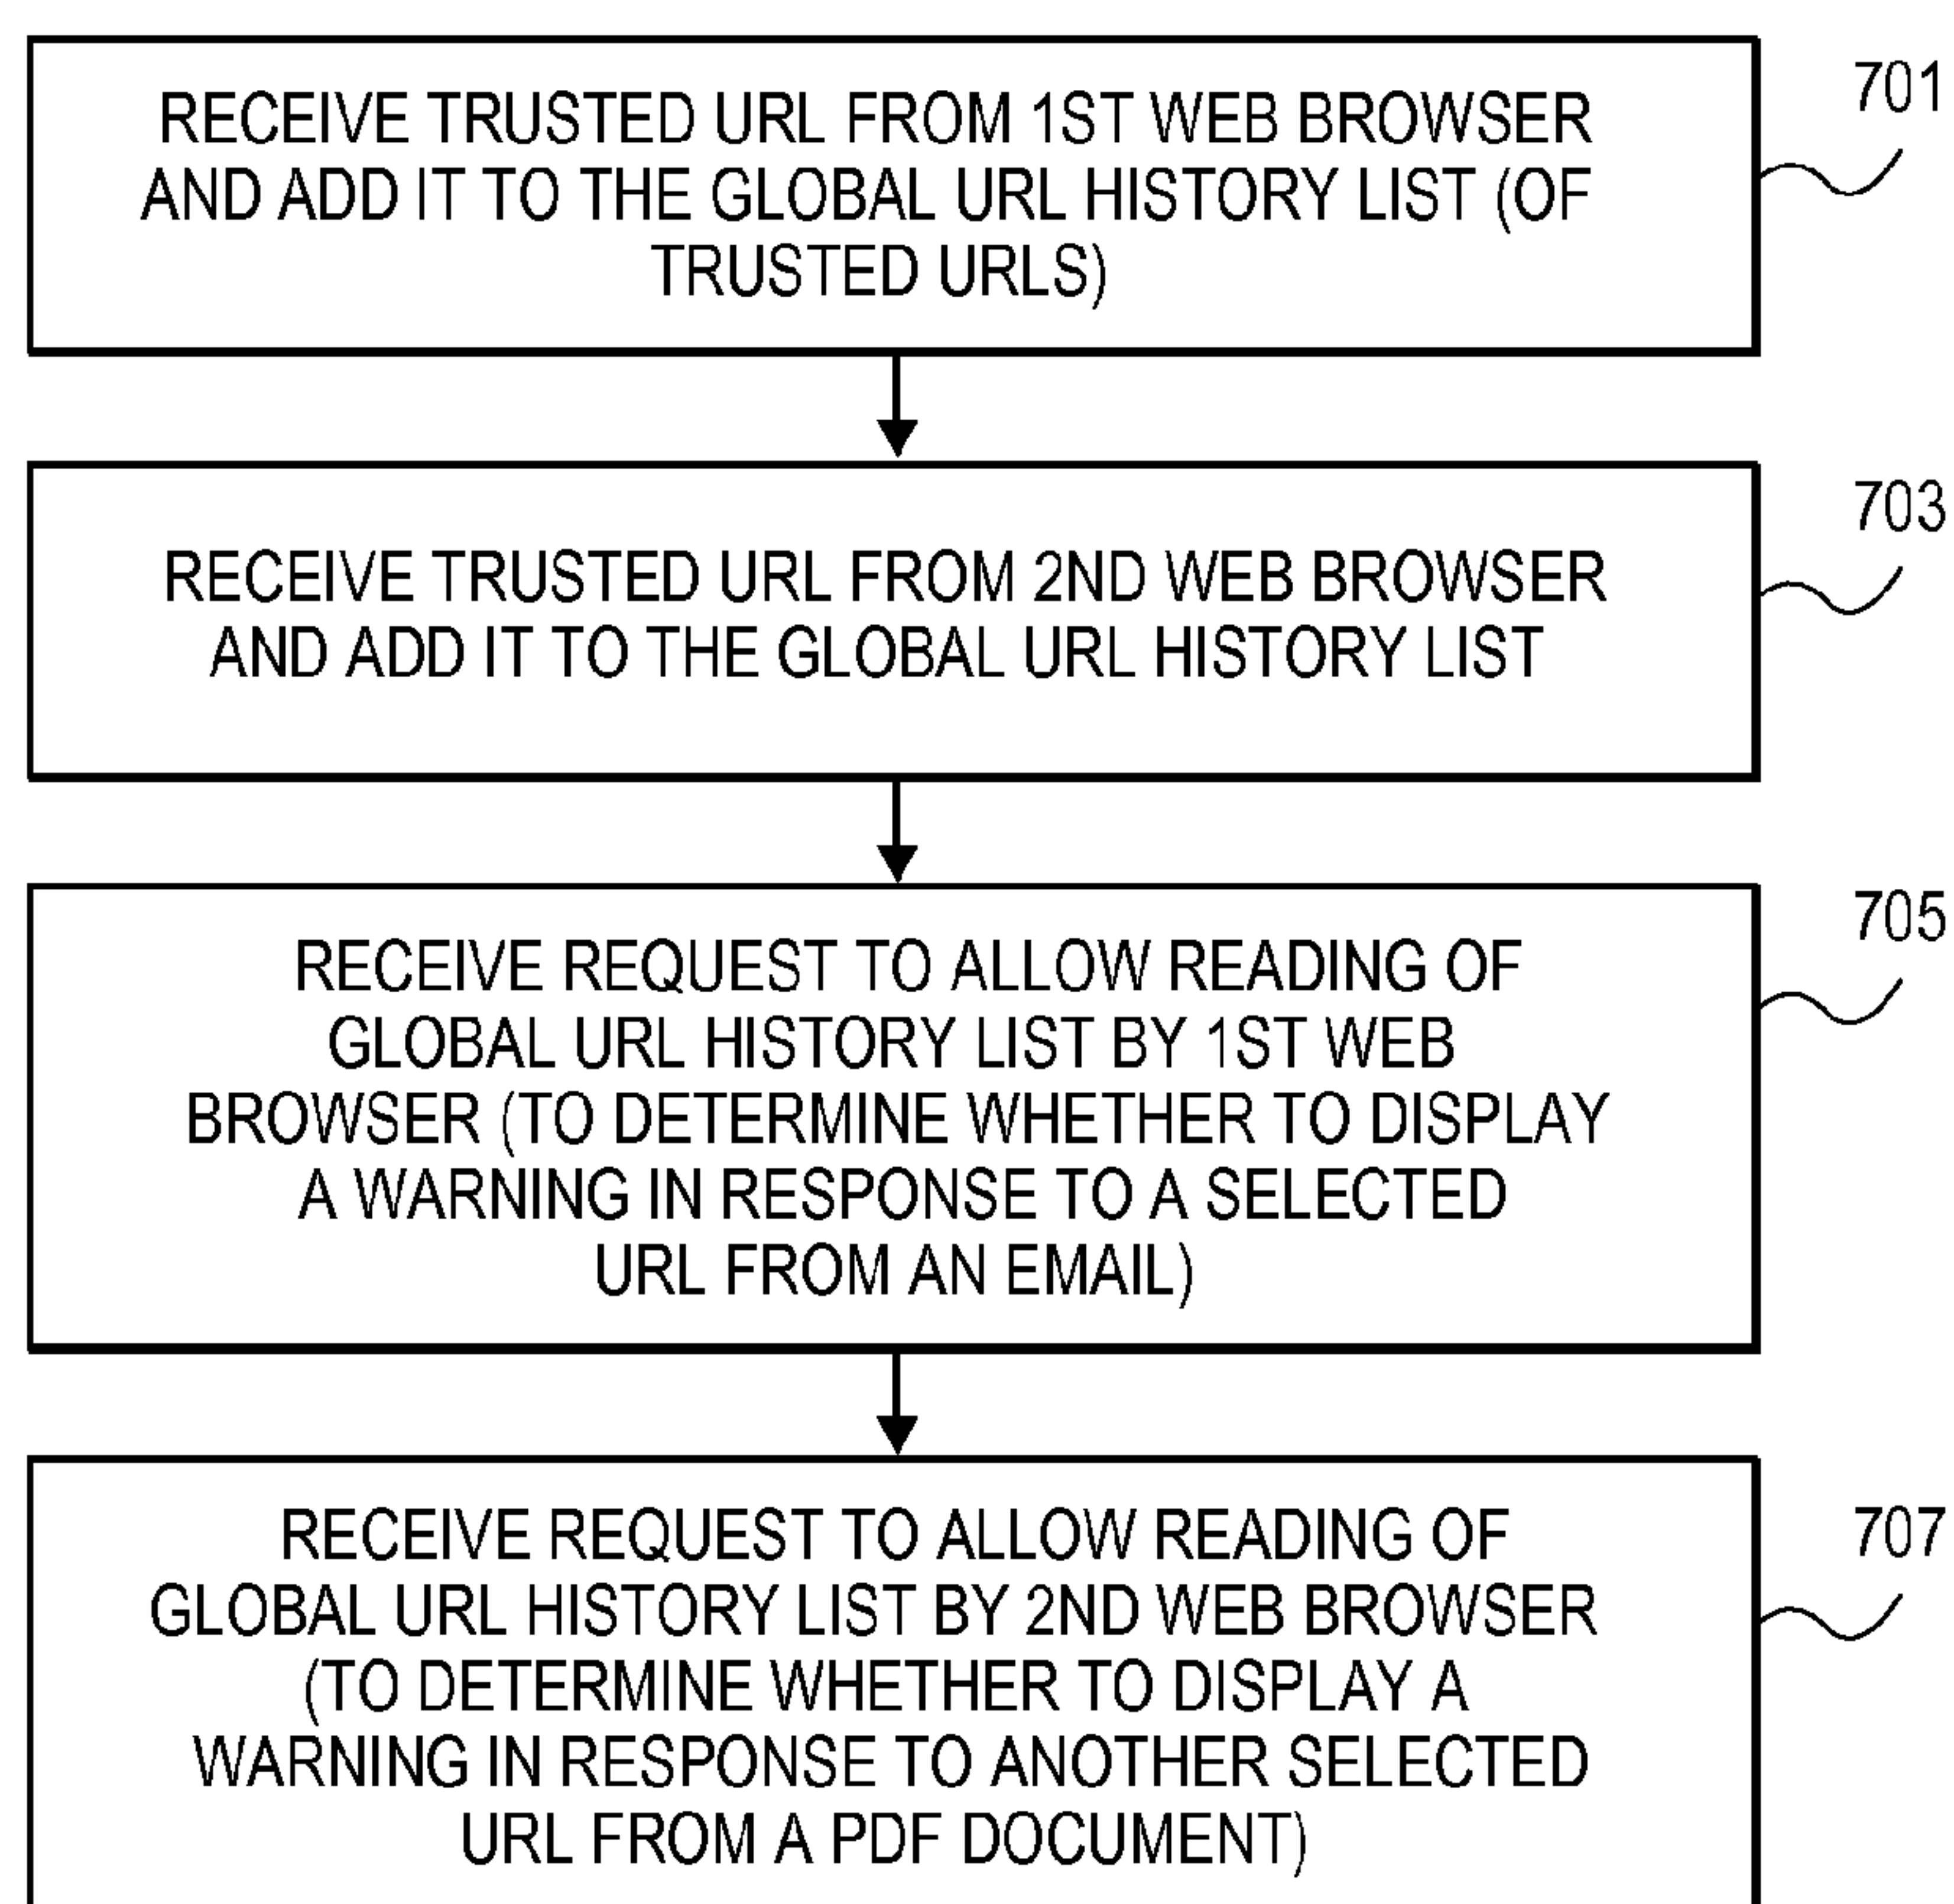 RECEIVE TRUSTED URL FROM 1ST WEB BROWSER
AND ADD IT TO THE GLOBAL URL HISTORY LIST (OF
TRUSTED URLS)
701
RECEIVE TRUSTED URL FROM 2ND WEB BROWSER
AND ADD IT TO THE GLOBAL URL HISTORY LIST
703
RECEIVE REQUEST TO ALLOW READING OF
GLOBAL URL HISTORY LIST BY 1ST WEB
BROWSER (TO DETERMINE WHETHER TO DISPLAY
A WARNING IN RESPONSE TO A SELECTED
URL FROM AN EMAIL)
705
RECEIVE REQUEST TO ALLOW READING OF
GLOBAL URL HISTORY LIST BY 2ND WEB BROWSER
(TO DETERMINE WHETHER TO DISPLAY A
WARNING IN RESPONSE TO ANOTHER SELECTED
URL FROM A PDF DOCUMENT)
707